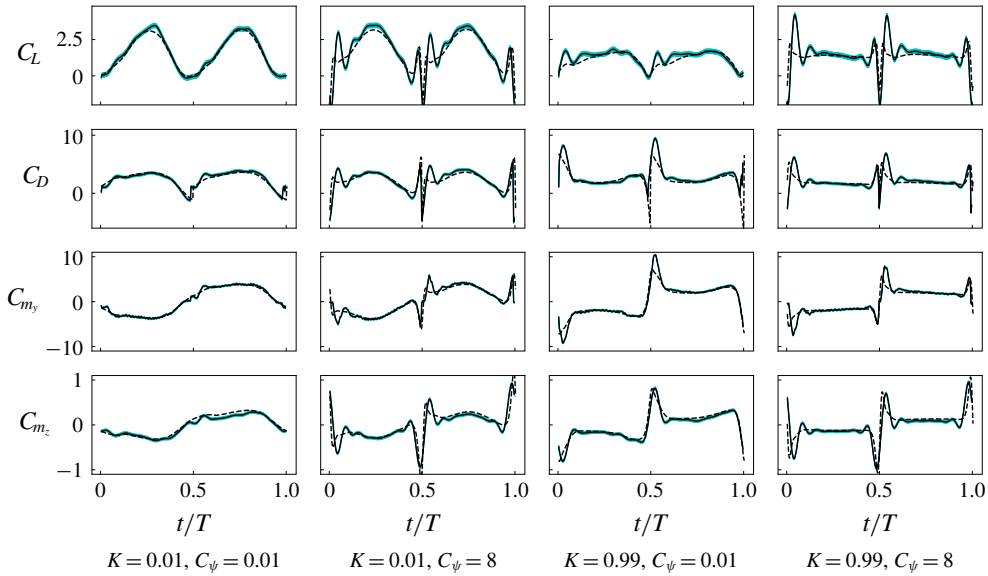 C_L
2.5
0
C_D
10
0
C_{m_y}
10
0
−10
C_{m_z}
1
0
−1
0 0.5 1.0 0 0.5 1.0 0 0.5 1.0 0 0.5 1.0
t/T t/T t/T t/T
K = 0.01, C_ψ = 0.01 K = 0.01, C_ψ = 8 K = 0.99, C_ψ = 0.01 K = 0.99, C_ψ = 8